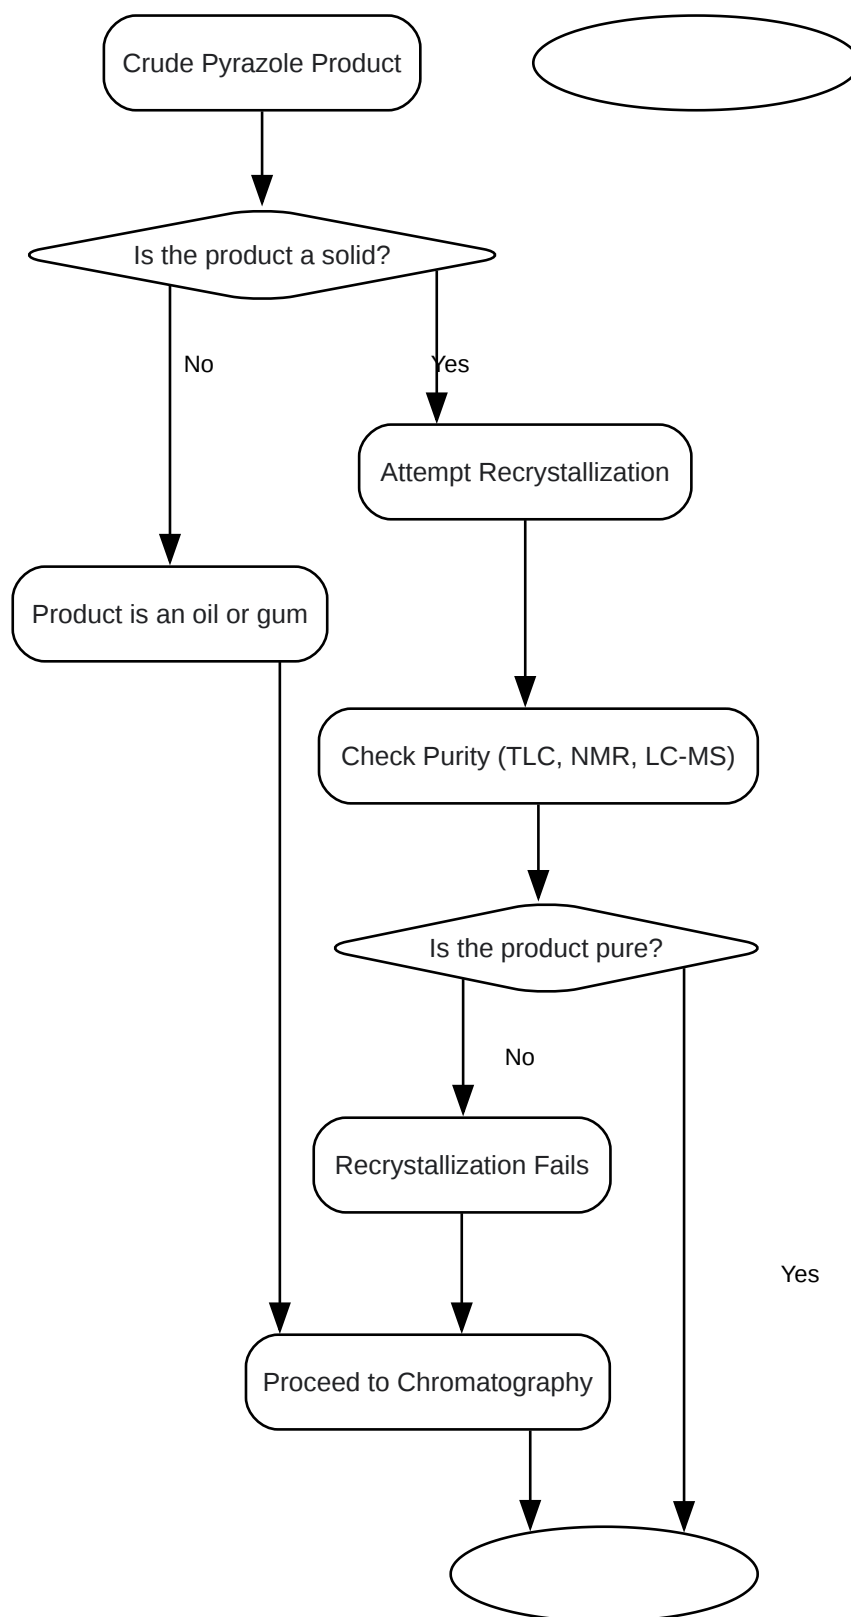 Crude Pyrazole Product
Is the product a solid?
No
Yes
Attempt Recrystallization
Product is an oil or gum
Check Purity (TLC, NMR, LC-MS)
Is the product pure?
No
Recrystallization Fails
Yes
Proceed to Chromatography